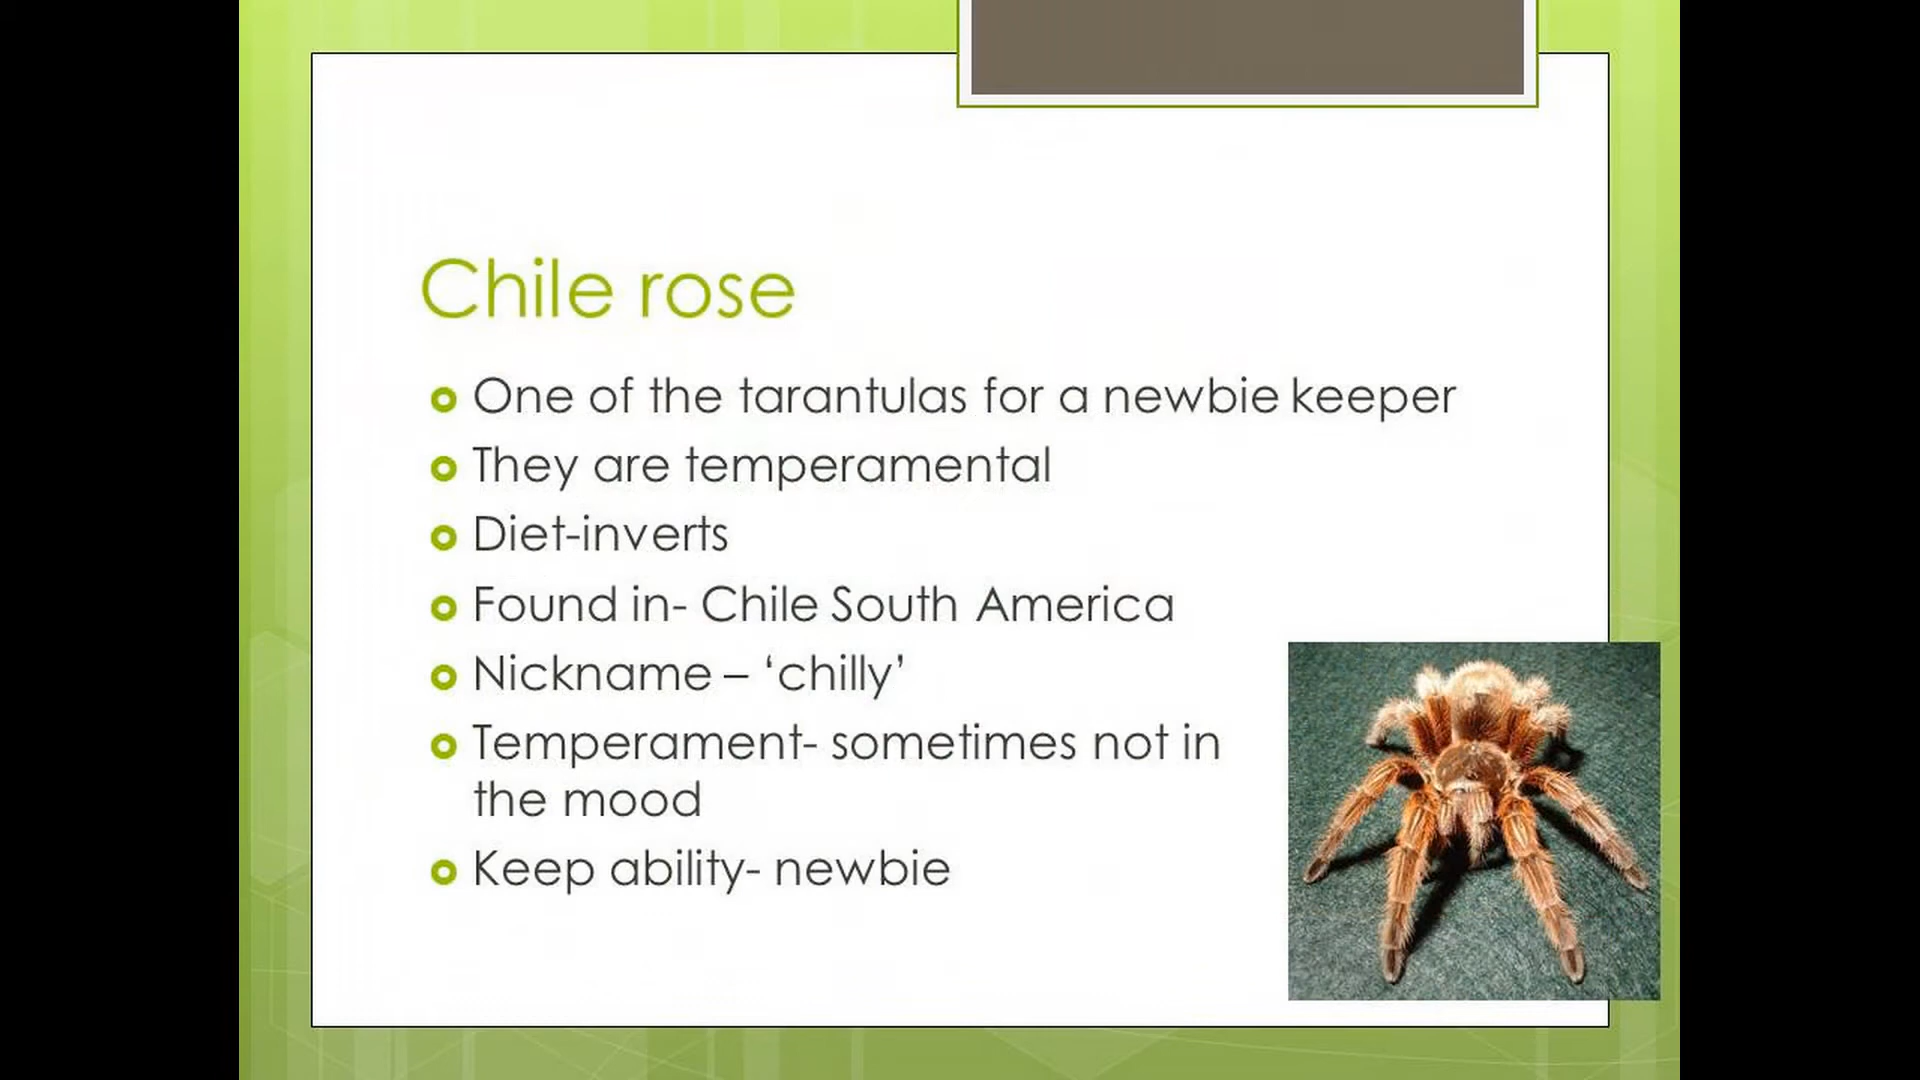 Chile rose
One of the tarantulas for a newbie keeper
They are temperamental
Diet-inverts
Found in- Chile South America
Nickname – ‘chilly’
Temperament- sometimes not in
the mood
Keep ability- newbie